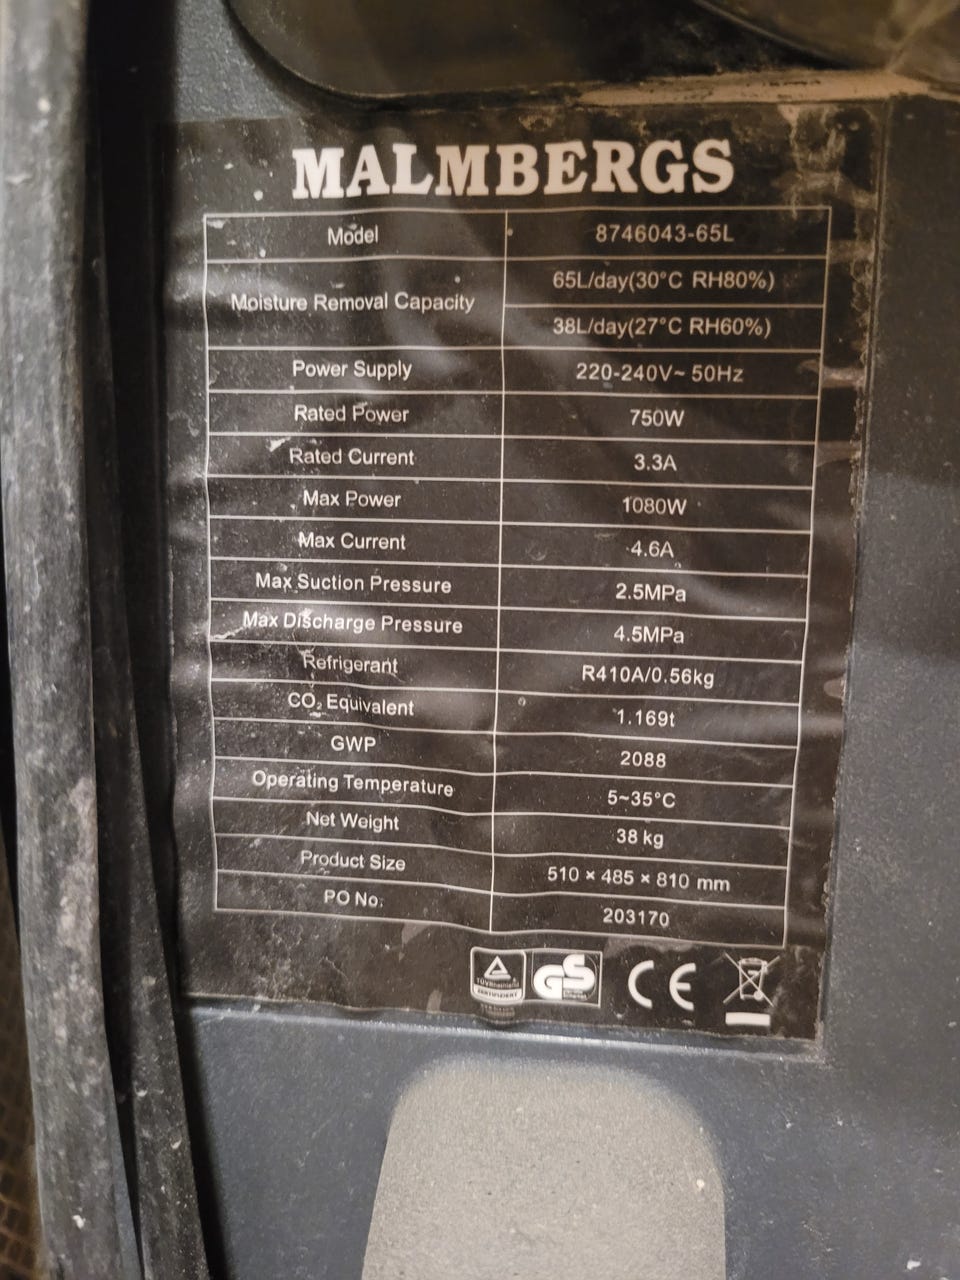 MALMBERGS
Model 8746043-65L
Moisture Removal Capacity 65L/day(30°C RH80%)
38L/day(27°C RH60%)
Power Supply 220-240V~ 50Hz
Rated Power 750W
Rated Current 3.3A
Max Power 1080W
Max Current 4.6A
Max Suction Pressure 2.5MPa
Max Discharge Pressure 4.5MPa
Refrigerant R410A/0.56kg
CO₂ Equivalent 1.169t
GWP 2088
Operating Temperature 5~35°C
Net Weight 38 kg
Product Size 510 × 485 × 810 mm
PO No. 203170
TÜVRheinland
ZERTIFIZIERT
GS
CE